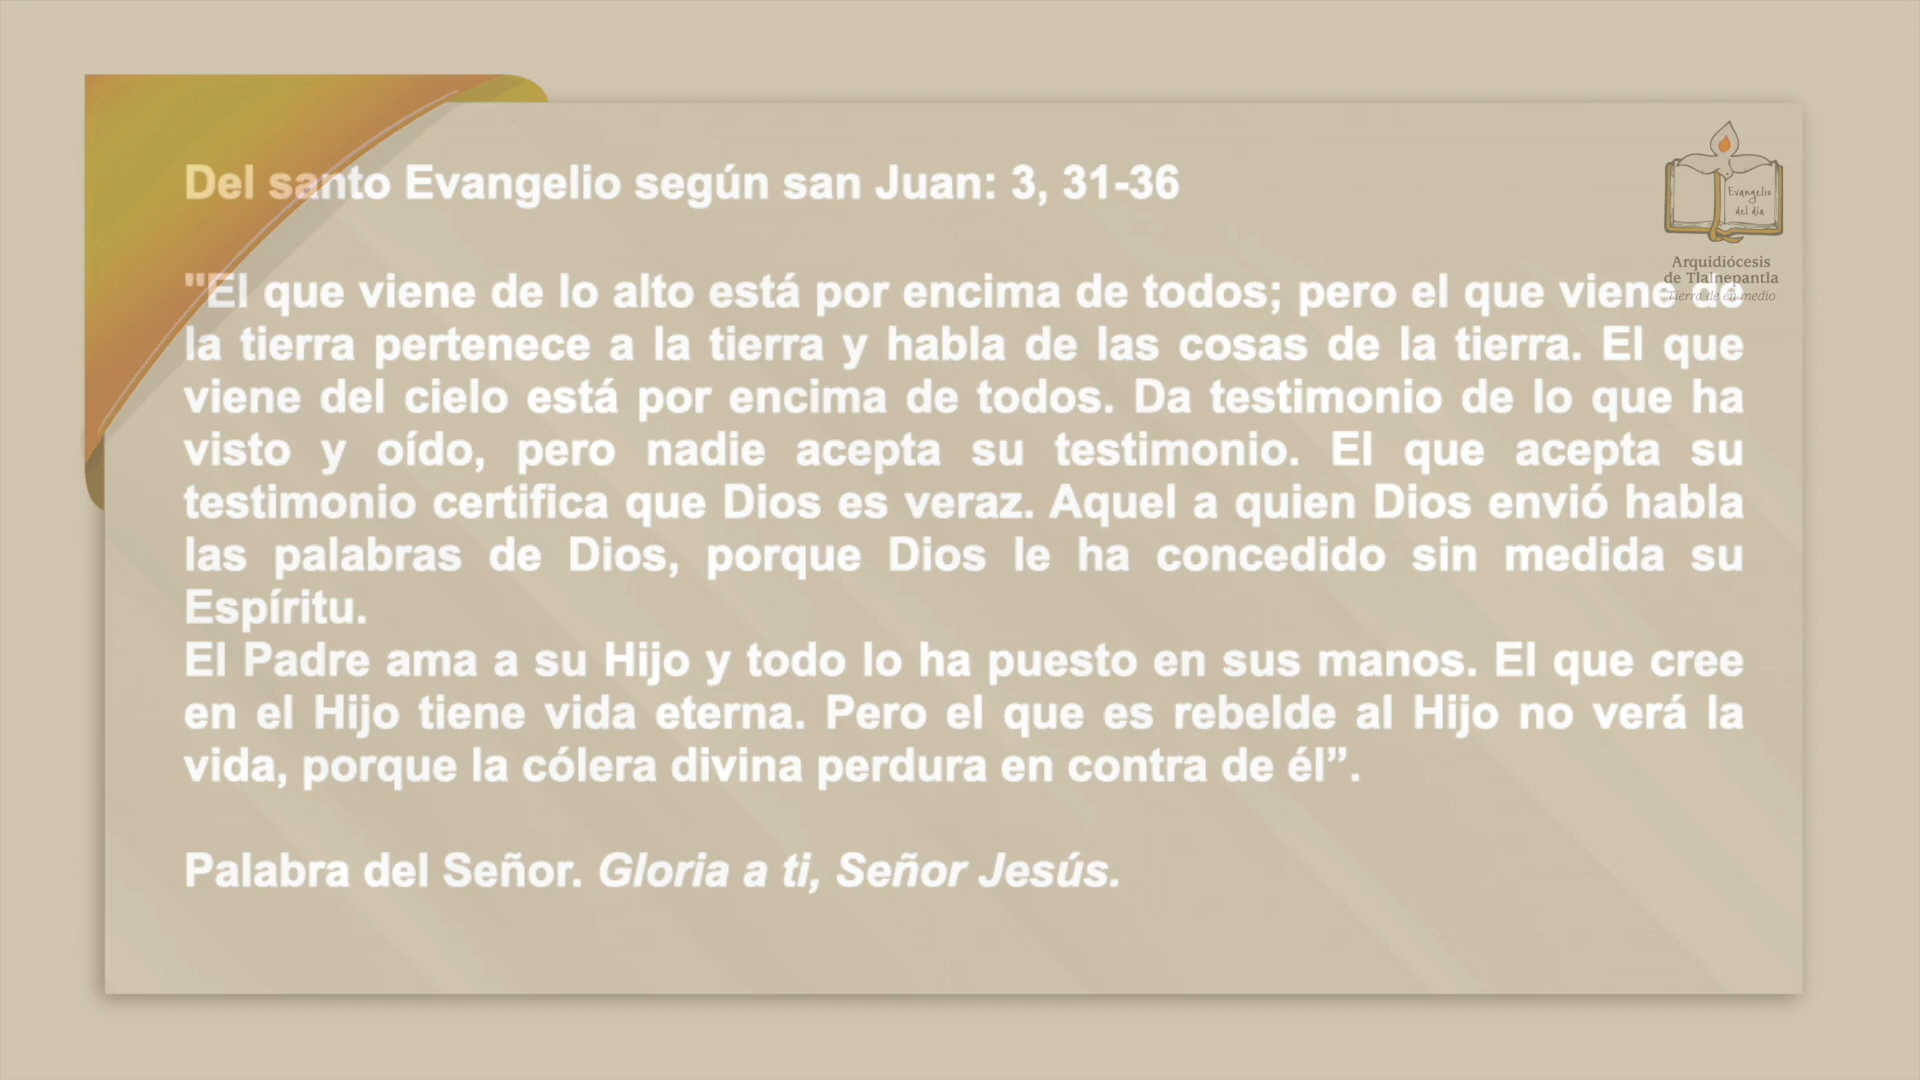 Del santo Evangelio según san Juan: 3, 31-36
Evangelio
del día
Arquidiócesis
de Tlalnepantla
Tierra de en medio
"El que viene de lo alto está por encima de todos; pero el que viene de
la tierra pertenece a la tierra y habla de las cosas de la tierra. El que
viene del cielo está por encima de todos. Da testimonio de lo que ha
visto y oído, pero nadie acepta su testimonio. El que acepta su
testimonio certifica que Dios es veraz. Aquel a quien Dios envió habla
las palabras de Dios, porque Dios le ha concedido sin medida su
Espíritu.
El Padre ama a su Hijo y todo lo ha puesto en sus manos. El que cree
en el Hijo tiene vida eterna. Pero el que es rebelde al Hijo no verá la
vida, porque la cólera divina perdura en contra de él”.
Palabra del Señor. Gloria a ti, Señor Jesús.